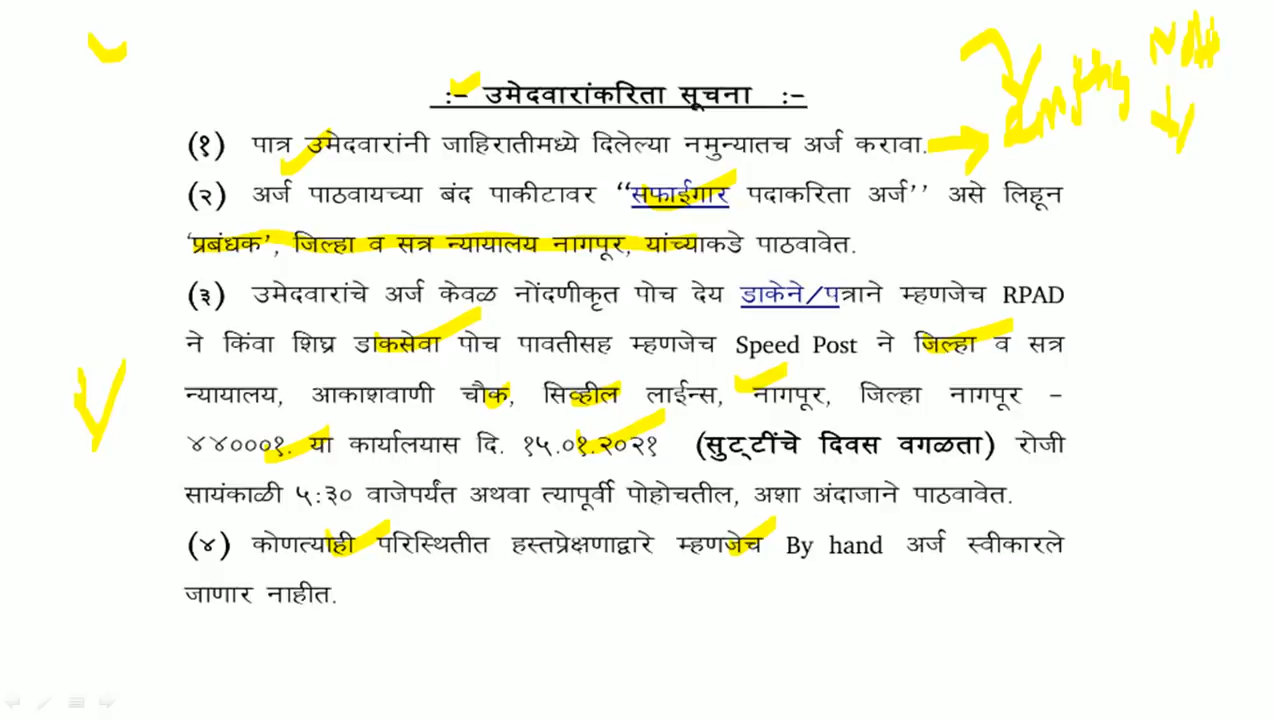 :- उमेदवारांकरिता सूचना :-
(१) पात्र उमेदवारांनी जाहिरातीमध्ये दिलेल्या नमुन्यातच अर्ज करावा.
(२) अर्ज पाठवायच्या बंद पाकीटावर “सफाईगार पदाकरिता अर्ज’’ असे लिहून
‘प्रबंधक’, जिल्हा व सत्र न्यायालय नागपूर, यांच्याकडे पाठवावेत.
(३) उमेदवारांचे अर्ज केवळ नोंदणीकृत पोच देय डाकेने/पत्राने म्हणजेच RPAD
ने किंवा शिघ्र डाकसेवा पोच पावतीसह म्हणजेच Speed Post ने जिल्हा व सत्र
न्यायालय, आकाशवाणी चौक, सिव्हील लाईन्स, नागपूर, जिल्हा नागपूर -
४४०००१. या कार्यालयास दि. १५.०१.२०२१ (सुट्टींचे दिवस वगळता) रोजी
सायंकाळी ५:३० वाजेपर्यंत अथवा त्यापूर्वी पोहोचतील, अशा अंदाजाने पाठवावेत.
(४) कोणत्याही परिस्थितीत हस्तप्रेक्षणाद्वारे म्हणजेच By hand अर्ज स्वीकारले
जाणार नाहीत.